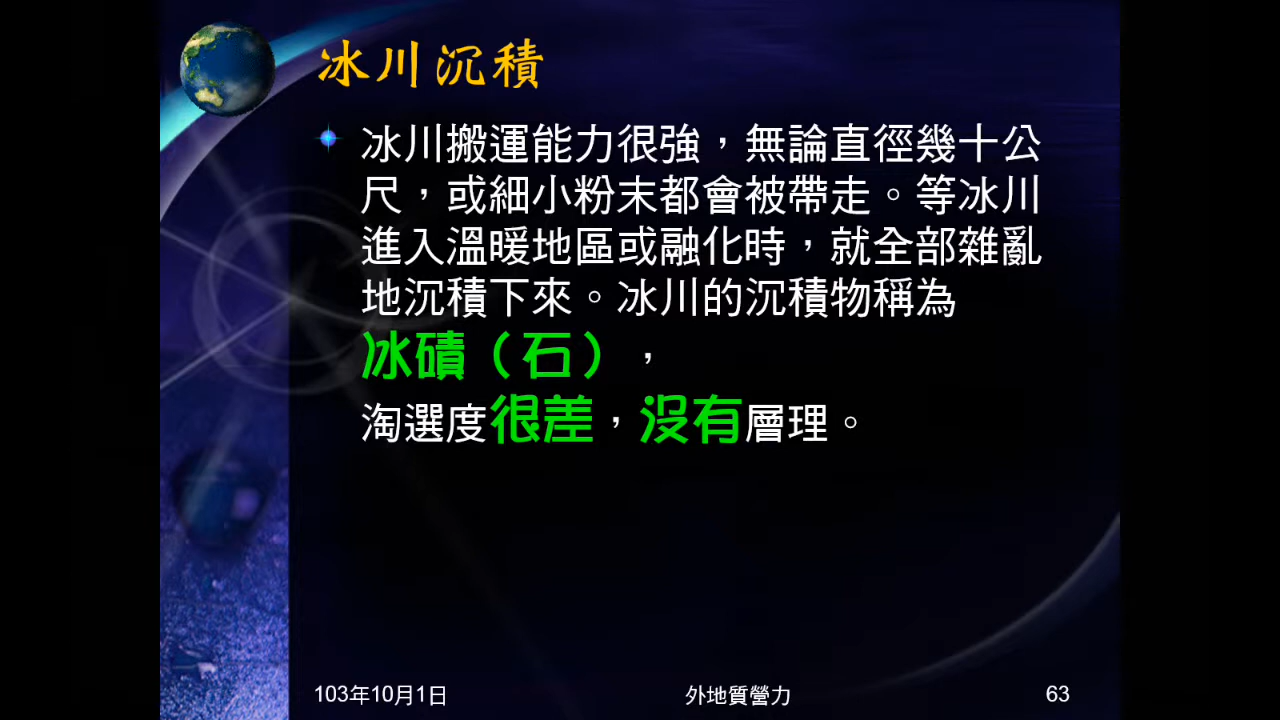 冰川沉積
冰川搬運能力很強，無論直徑幾十公
尺，或細小粉末都會被帶走。等冰川
進入溫暖地區或融化時，就全部雜亂
地沉積下來。冰川的沉積物稱為
冰磧（石），
淘選度很差，沒有層理。
103年10月1日
外地質營力
63